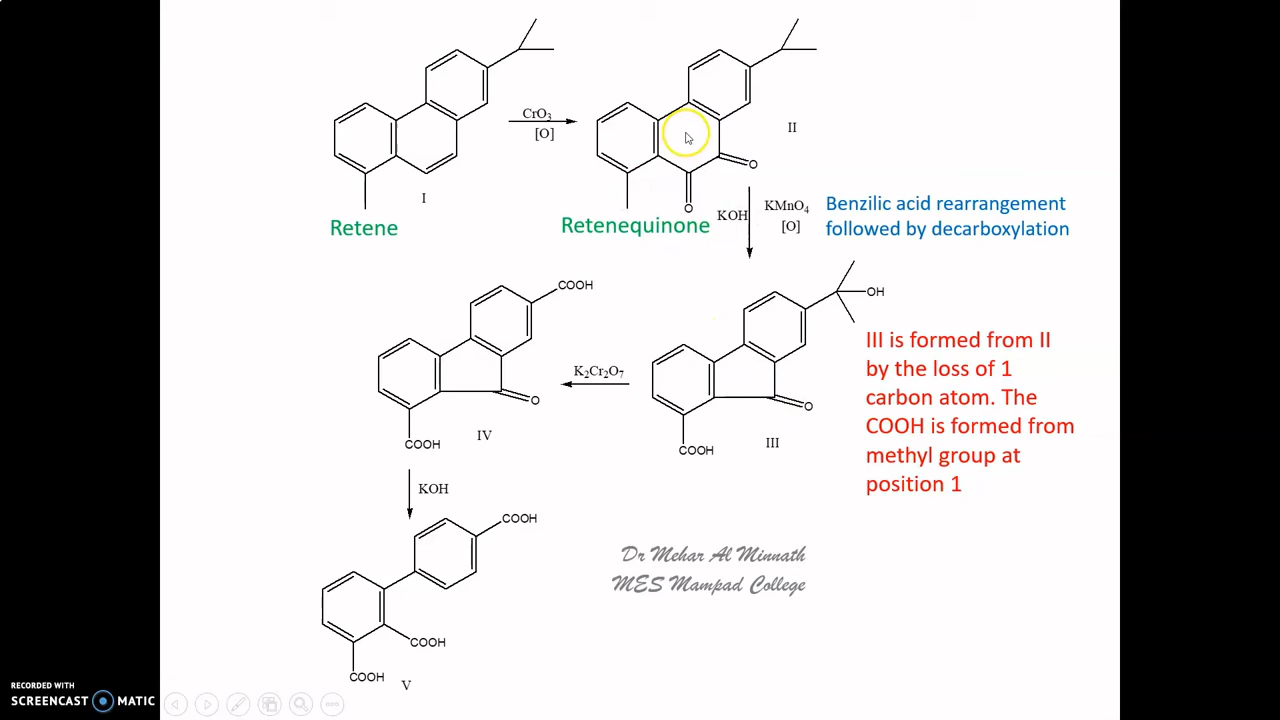 CrO3
[O]
O
O
I
II
Retene
Retenequinone
KOH
KMnO4
[O]
Benzilic acid rearrangement
followed by decarboxylation
COOH
OH
K2Cr2O7
O
O
COOH
COOH
IV
III
III is formed from II
by the loss of 1
carbon atom. The
COOH is formed from
methyl group at
position 1
KOH
COOH
COOH
COOH
V
Dr Mehar Al Minnath
MES Mampad College
RECORDED WITH
SCREENCAST MATIC